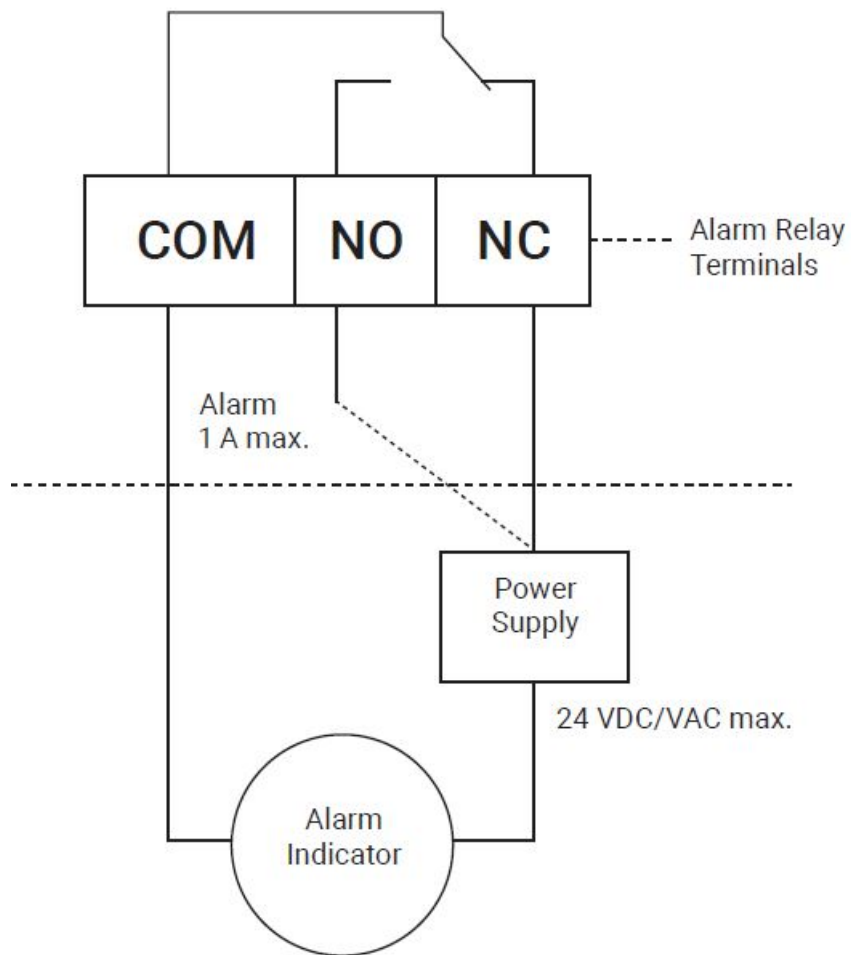 COM NO NC
Alarm Relay
Terminals
Alarm
1 A max.
Power
Supply
24 VDC/VAC max.
Alarm
Indicator